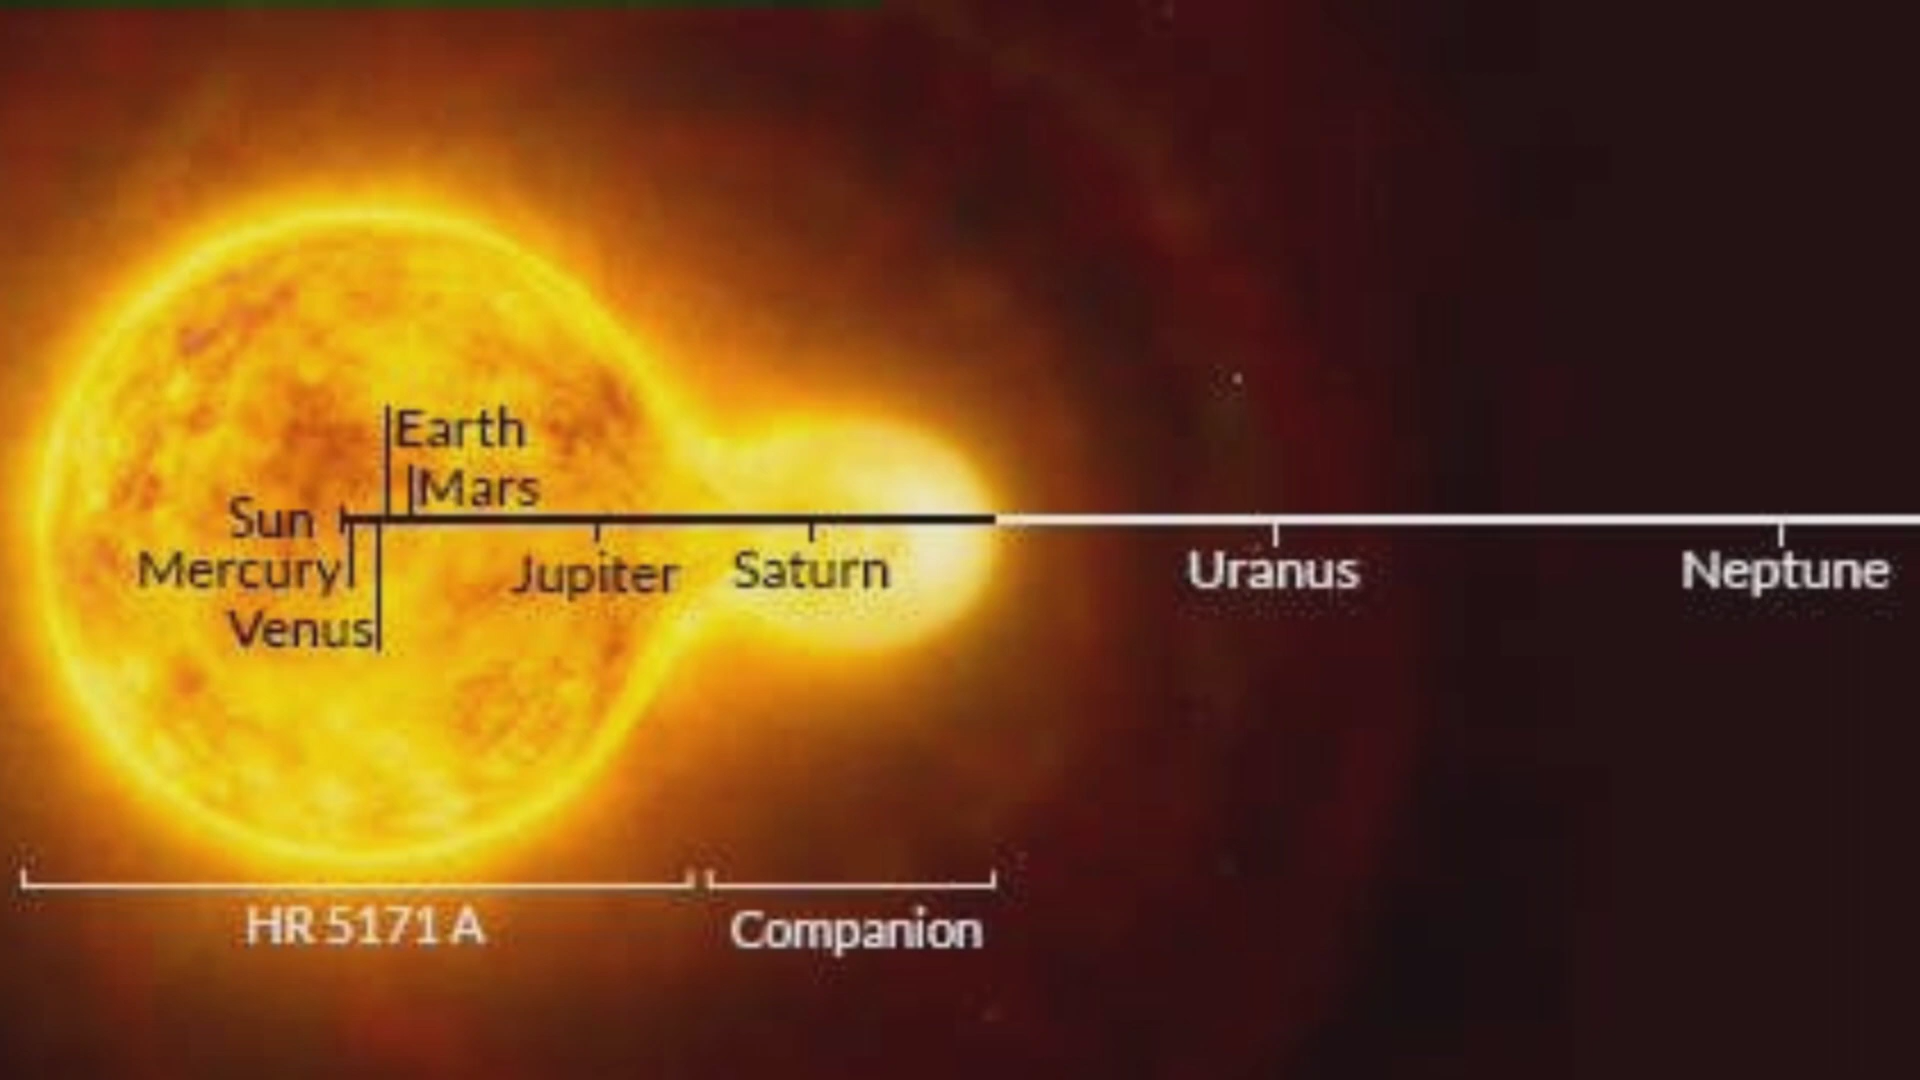 Earth
Mars
Sun
Mercury
Venus
Jupiter
Saturn
Uranus
Neptune
HR 5171 A
Companion